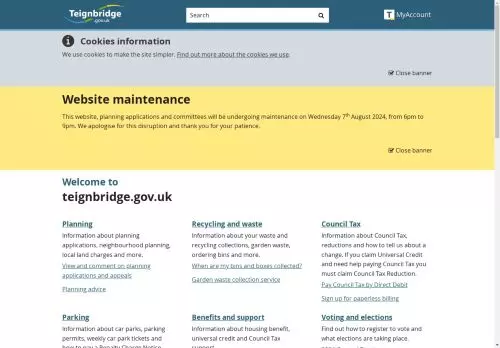 Teignbridge
.gov.uk
Search
T MyAccount
Cookies information
We use cookies to make the site simpler. Find out more about the cookies we use.
Close banner
Website maintenance
This website, planning applications and committees will be undergoing maintenance on Wednesday 7th August 2024, from 6pm to
9pm. We apologise for this disruption and thank you for your patience.
Close banner
Welcome to
teignbridge.gov.uk
Planning
Information about planning
applications, neighbourhood planning,
local land charges and more.
View and comment on planning
applications and appeals
Planning advice
Recycling and waste
Information about your waste and
recycling collections, garden waste,
ordering bins and more.
When are my bins and boxes collected?
Garden waste collection service
Council Tax
Information about Council Tax,
reductions and how to tell us about a
change. If you claim Universal Credit
and need help paying Council Tax you
must claim Council Tax Reduction.
Pay Council Tax by Direct Debit
Sign up for paperless billing
Parking
Information about car parks, parking
permits, weekly car park tickets and
how to pay a Penalty Charge Notice
Benefits and support
Information about housing benefit,
universal credit and Council Tax
support
Voting and elections
Find out how to register to vote and
what elections are taking place.